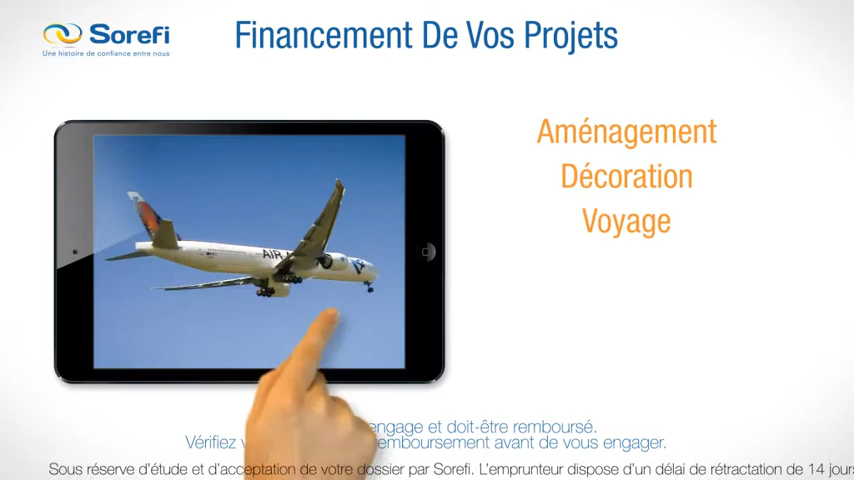 Sorefi
Une histoire de confiance entre nous
Financement De Vos Projets
Aménagement
Décoration
Voyage
AIR
engage et doit-être remboursé.
Vérifiez emboursement avant de vous engager.
Sous réserve d'étude et d'acceptation de votre dossier par Sorefi. L'emprunteur dispose d'un délai de rétractation de 14 jours